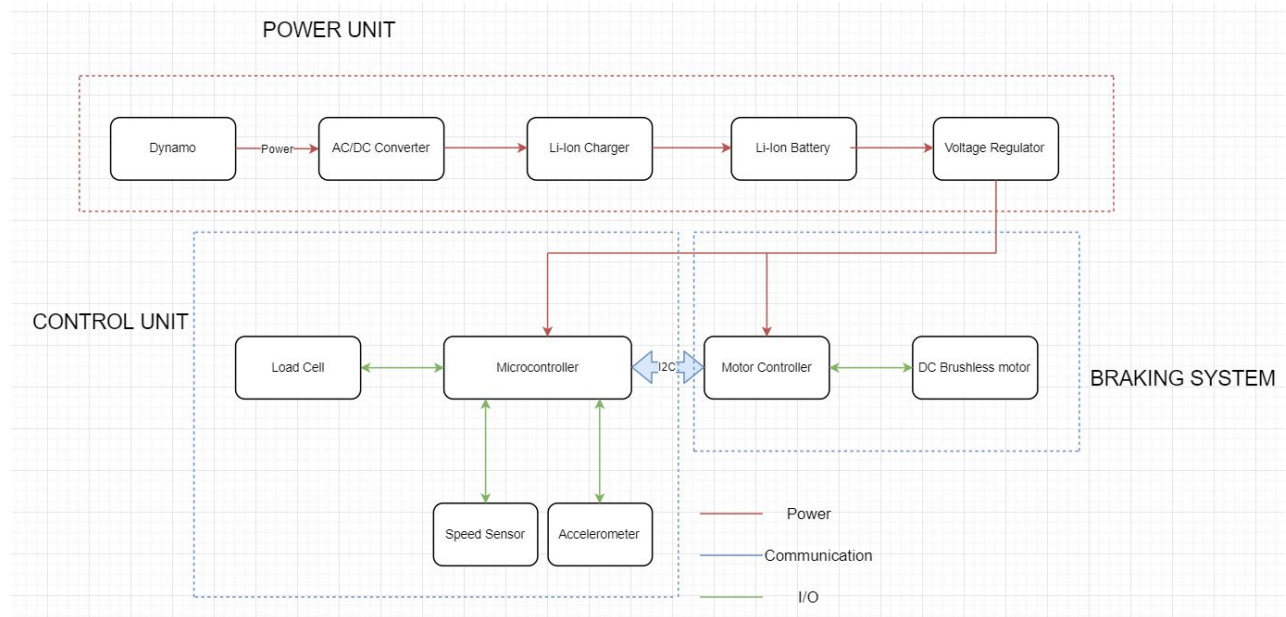 POWER UNIT
Dynamo
Power
AC/DC Converter
Li-Ion Charger
Li-Ion Battery
Voltage Regulator
CONTROL UNIT
Load Cell
Microcontroller
I2C
Motor Controller
DC Brushless motor
BRAKING SYSTEM
Speed Sensor
Accelerometer
Power
Communication
I/O